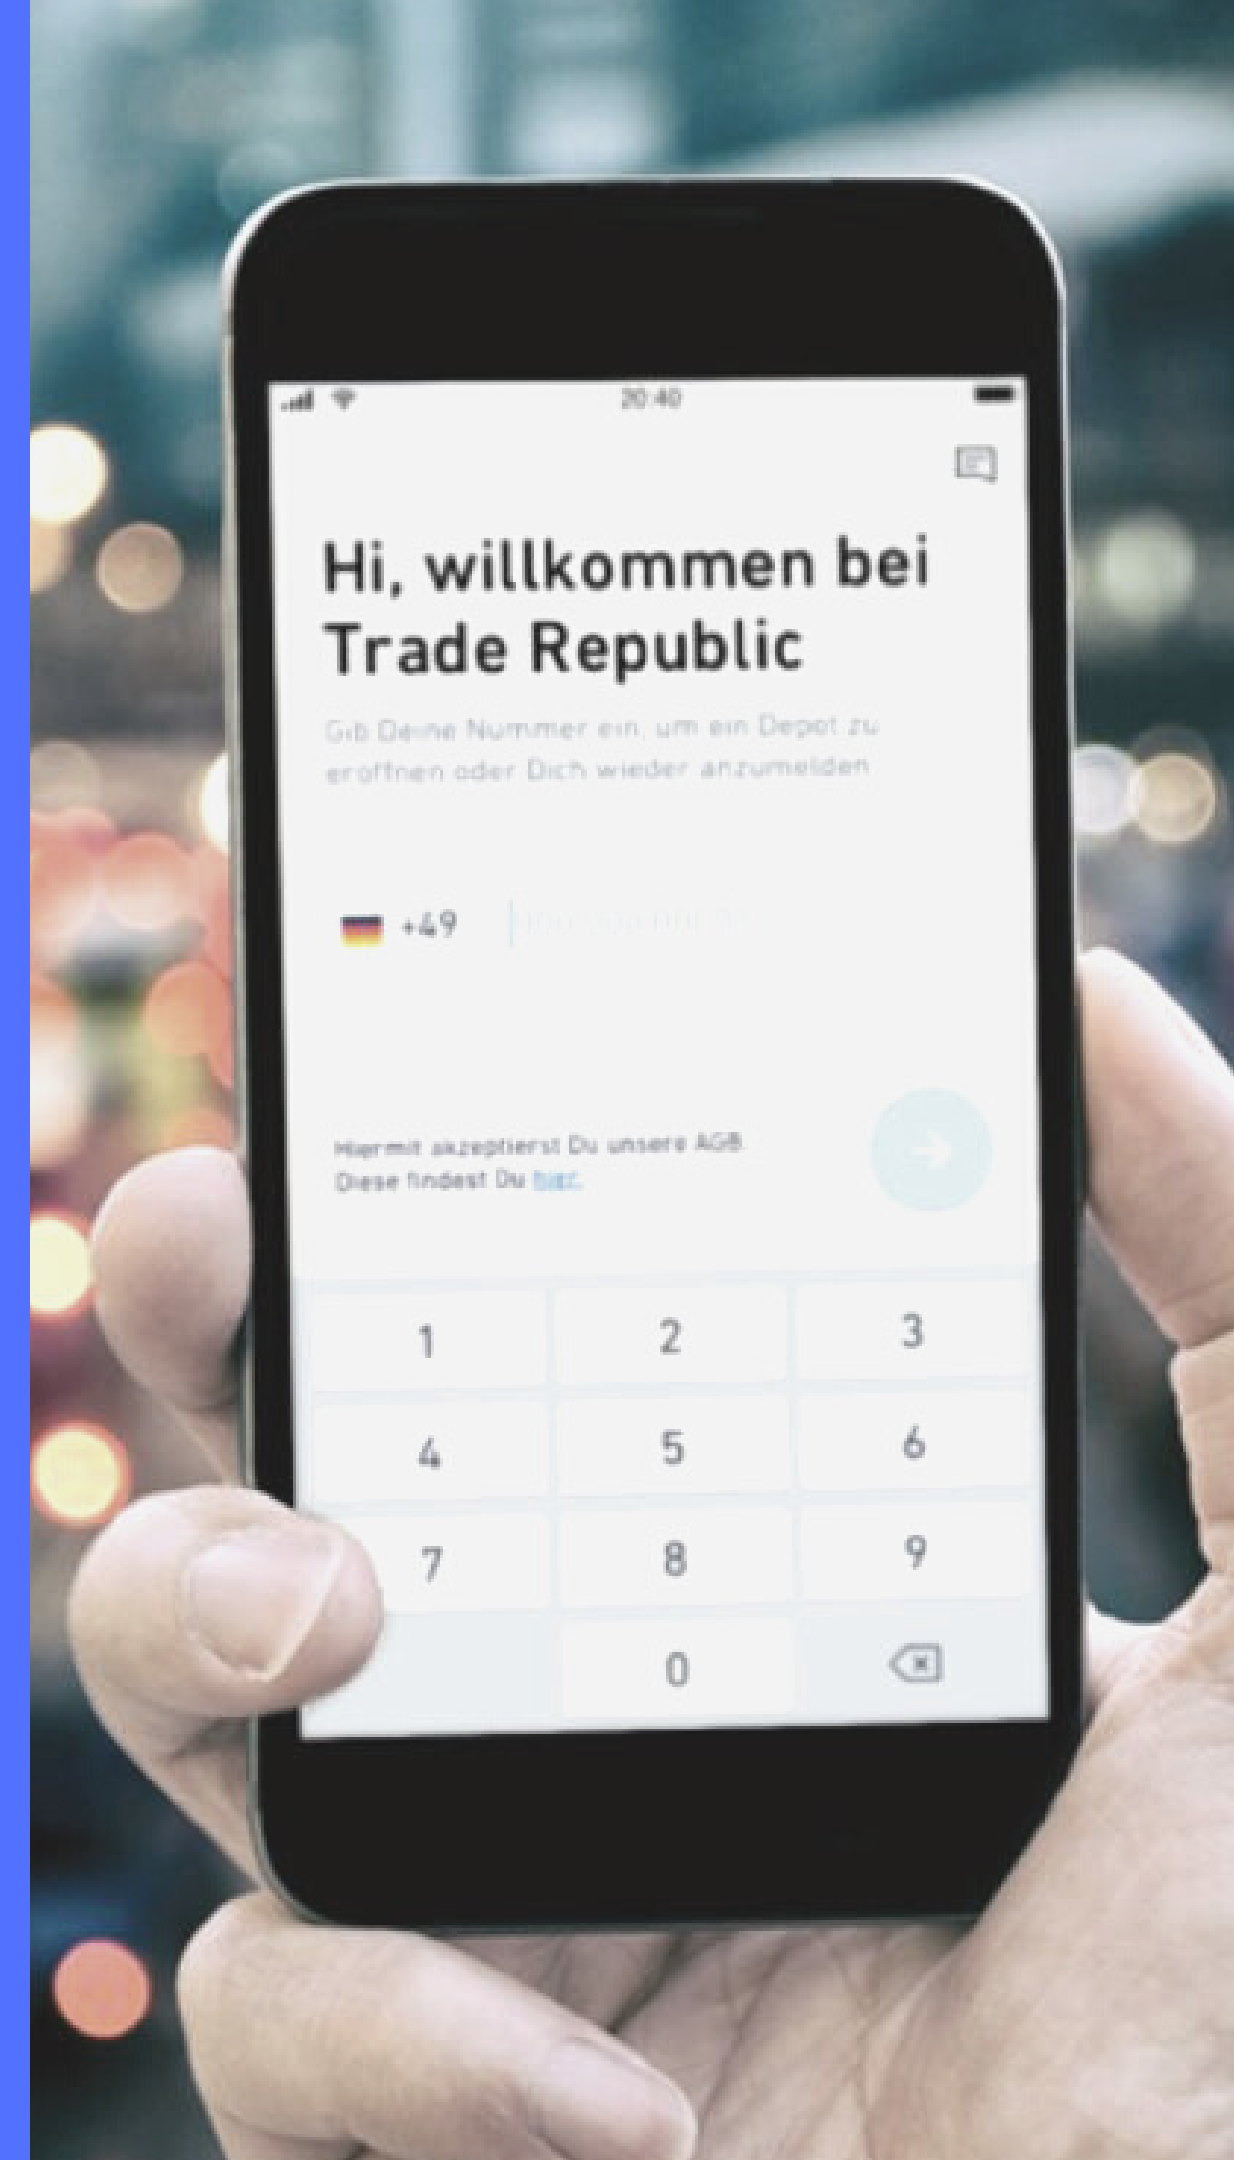 20:40
Hi, willkommen bei
Trade Republic
Gib Deine Nummer ein, um ein Depot zu
eröffnen oder Dich wieder anzumelden
+49
Hiermit akzeptierst Du unsere AGB.
Diese findest Du hier.
1 2 3
4 5 6
7 8 9
0